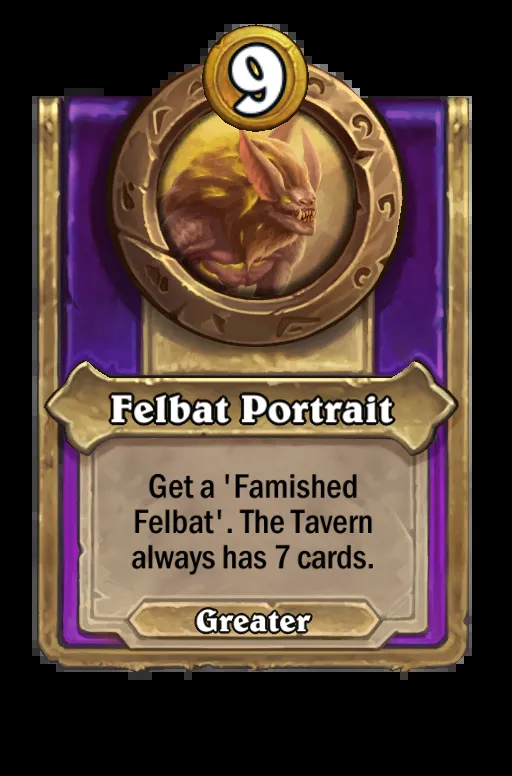 9
Felbat Portrait
Get a 'Famished
Felbat'. The Tavern
always has 7 cards.
Greater